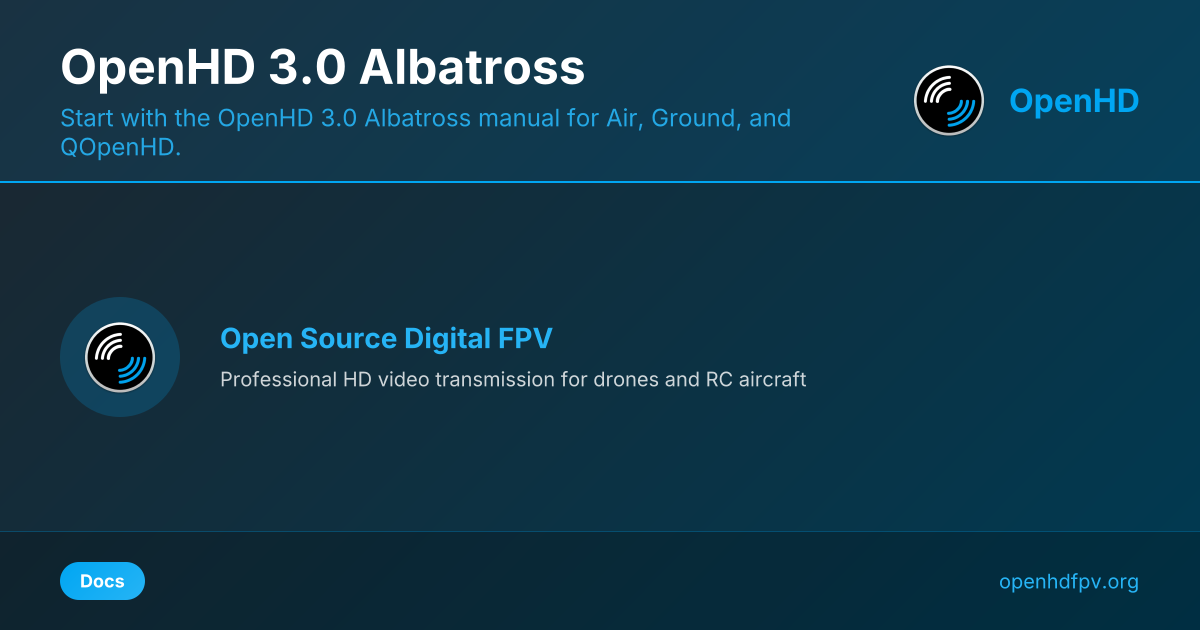 OpenHD 3.0 Albatross
Start with the OpenHD 3.0 Albatross manual for Air, Ground, and
QOpenHD.
OpenHD
Open Source Digital FPV
Professional HD video transmission for drones and RC aircraft
Docs
openhdfpv.org